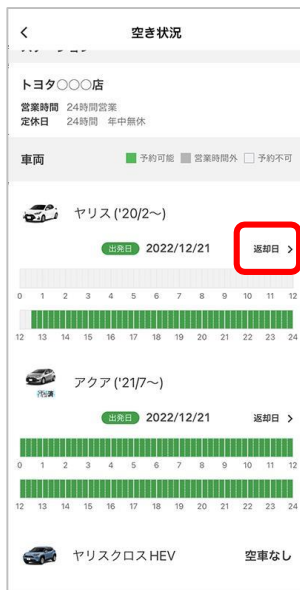 空き状況
トヨタ〇〇〇店
営業時間 24時間営業
定休日 24時間 年中無休
車両 予約可能 営業時間外 予約不可
ヤリス('20/2〜)
出発日 2022/12/21 返却日
0 1 2 3 4 5 6 7 8 9 10 11 12
12 13 14 15 16 17 18 19 20 21 22 23 24
アクア('21/7〜)
出発日 2022/12/21 返却日
0 1 2 3 4 5 6 7 8 9 10 11 12
12 13 14 15 16 17 18 19 20 21 22 23 24
ヤリスクロスHEV 空車なし